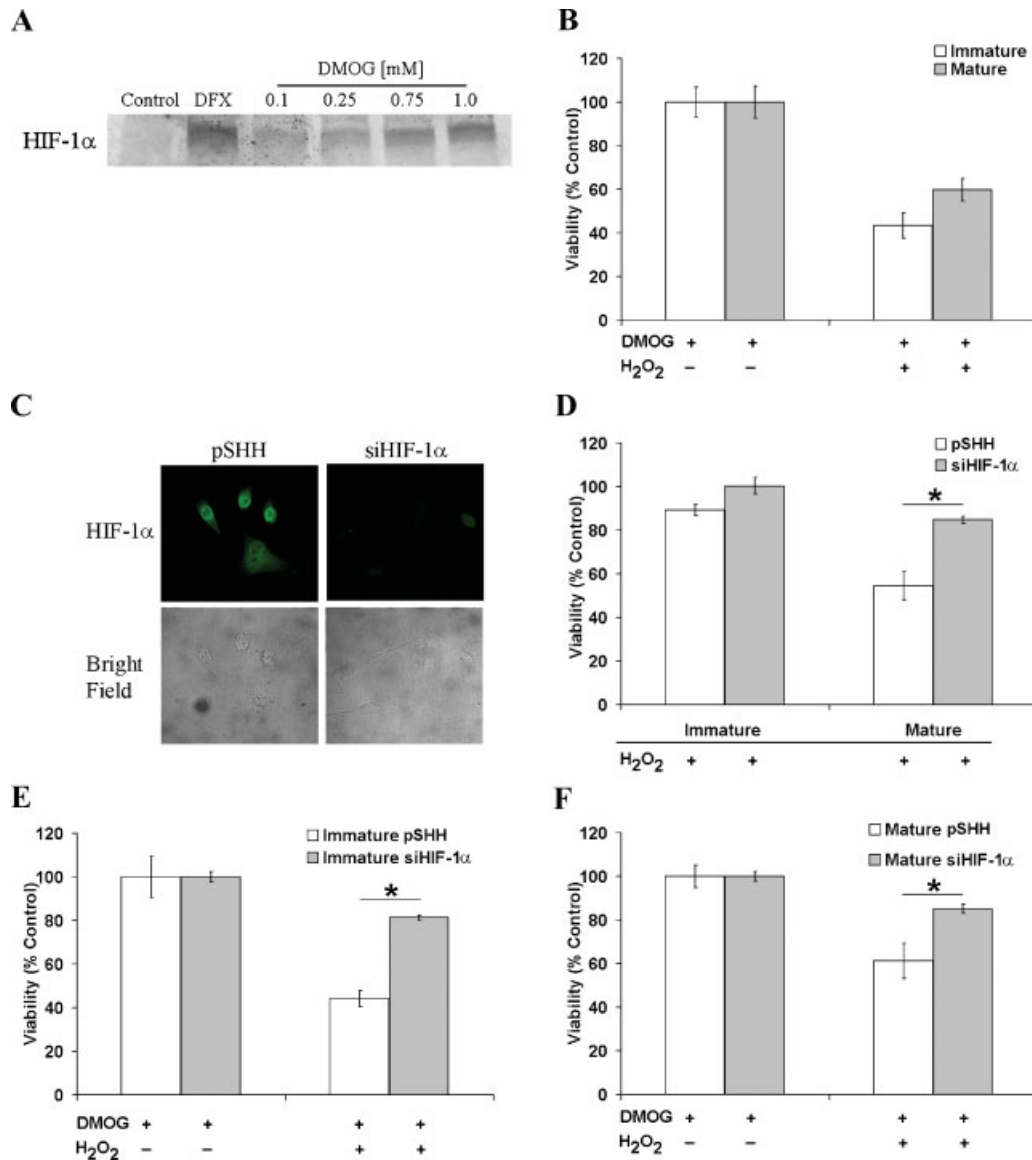 A
DMOG [mM]
Control DFX 0.1 0.25 0.75 1.0
HIF-1α
B
Immature
Mature
Viability (% Control)
120
100
80
60
40
20
0
DMOG + + + +
H2O2 – – + +
C
pSHH siHIF-1α
HIF-1α
Bright
Field
D
pSHH
siHIF-1α
*
Viability (% Control)
120
100
80
60
40
20
0
Immature Mature
H2O2 + + + +
E
Immature pSHH
Immature siHIF-1α
*
Viability (% Control)
120
100
80
60
40
20
0
DMOG + + + +
H2O2 – – + +
F
Mature pSHH
Mature siHIF-1α
*
Viability (% Control)
120
100
80
60
40
20
0
DMOG + + + +
H2O2 – – + +